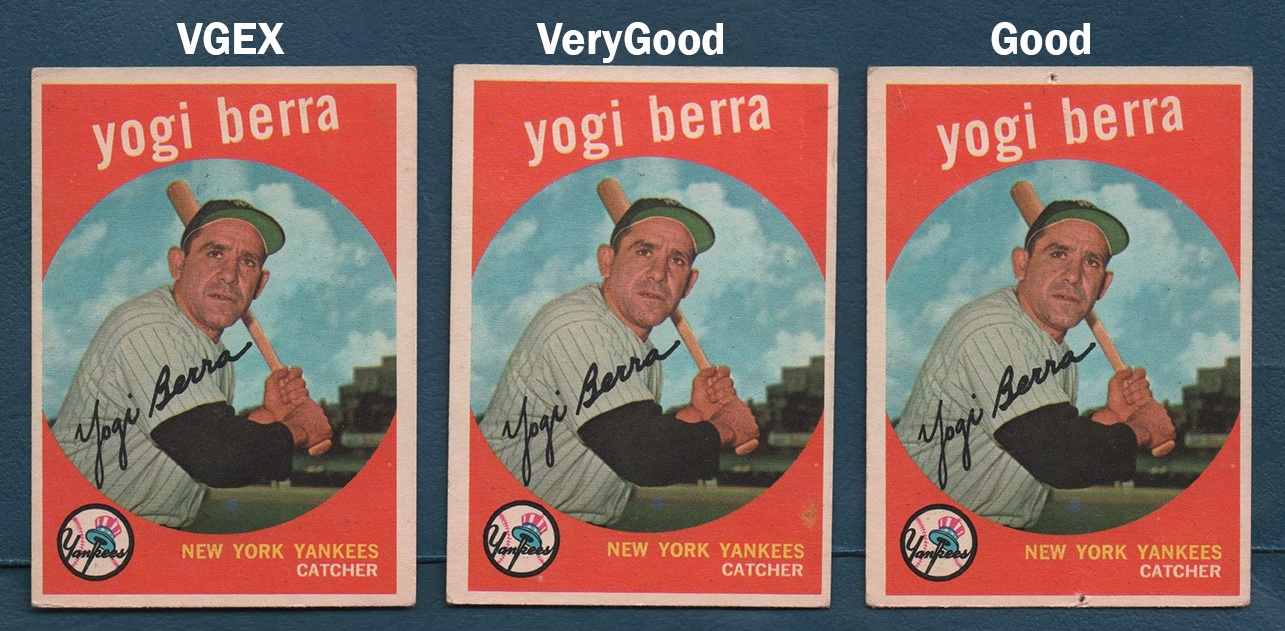 VGEX
VeryGood
Good
yogi berra
Yogi Berra
Yankees
NEW YORK YANKEES
CATCHER
yogi berra
Yogi Berra
Yankees
NEW YORK YANKEES
CATCHER
yogi berra
Yogi Berra
Yankees
NEW YORK YANKEES
CATCHER